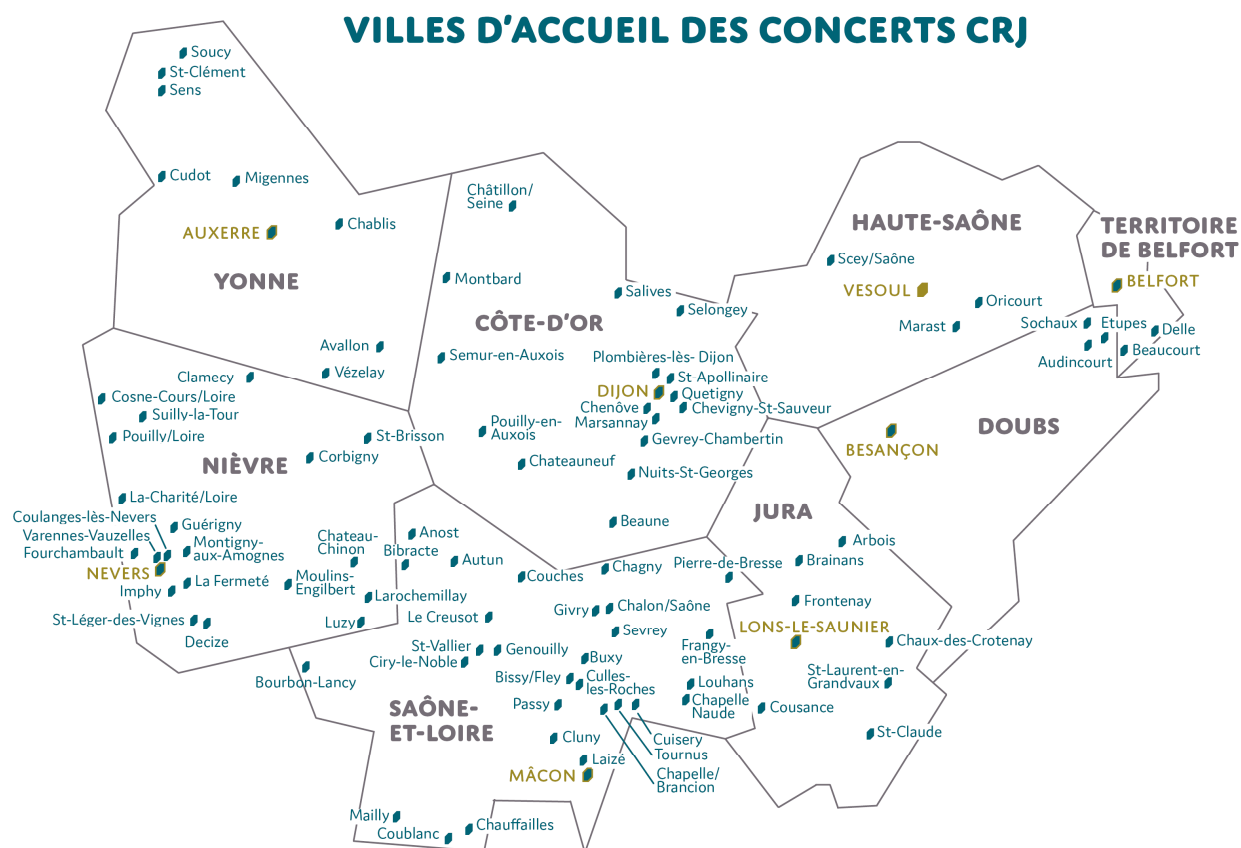 VILLES D'ACCUEIL DES CONCERTS CRJ
Soucy
St-Clément
Sens
Cudot
Migennes
Chablis
AUXERRE
YONNE
Avallon
Vézelay
Châtillon/
Seine
Montbard
Salives
Selongey
CÔTE-D'OR
Semur-en-Auxois
Plombières-lès- Dijon
St-Apollinaire
DIJON
Quetigny
Chenôve
Chevigny-St-Sauveur
Marsannay
Pouilly-en-
Auxois
Gevrey-Chambertin
Chateauneuf
Nuits-St-Georges
Beaune
HAUTE-SAÔNE
Scey/Saône
VESOUL
Oricourt
Marast
TERRITOIRE
DE BELFORT
BELFORT
Sochaux
Etupes
Delle
Audincourt
Beaucourt
DOUBS
BESANÇON
Clamecy
Cosne-Cours/Loire
Suilly-la-Tour
Pouilly/Loire
St-Brisson
Corbigny
NIÈVRE
La-Charité/Loire
Coulanges-lès-Nevers
Guérigny
Varennes-Vauzelles
Fourchambault
Montigny-
aux-Amognes
NEVERS
Imphy
La Fermeté
Chateau-
Chinon
Moulins-
Engilbert
Larochemillay
St-Léger-des-Vignes
Decize
Luzy
Anost
Bibracte
Autun
Couches
Chagny
Pierre-de-Bresse
Le Creusot
Givry
Chalon/Saône
Sevrey
St-Vallier
Genouilly
Ciry-le-Noble
Buxy
Frangy-
en-Bresse
Bourbon-Lancy
Bissy/Fley
Culles-
les-Roches
Louhans
Passy
Chapelle
Naude
SAÔNE-
ET-LOIRE
Cluny
Cuisery
Tournus
Laizé
MÂCON
Chapelle/
Brancion
Mailly
Coublanc
Chauffailles
JURA
Arbois
Brainans
Frontenay
LONS-LE-SAUNIER
Chaux-des-Crotenay
St-Laurent-en-
Grandvaux
Cousance
St-Claude